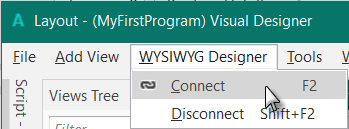 A Layout - (MyFirstProgram) Visual Designer
File Add View WYSIWYG Designer Tools
Script -
Views Tree
Connect F2
Filter
Disconnect Shift+F2